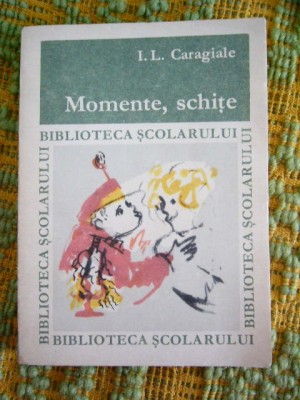 I. L. Caragiale
Momente, schițe
BIBLIOTECA ȘCOLARULUI
BIBLIOTECA ȘCOLARULUI
BIBLIOTECA ȘCOLARULUI
BIBLIOTECA ȘCOLARULUI